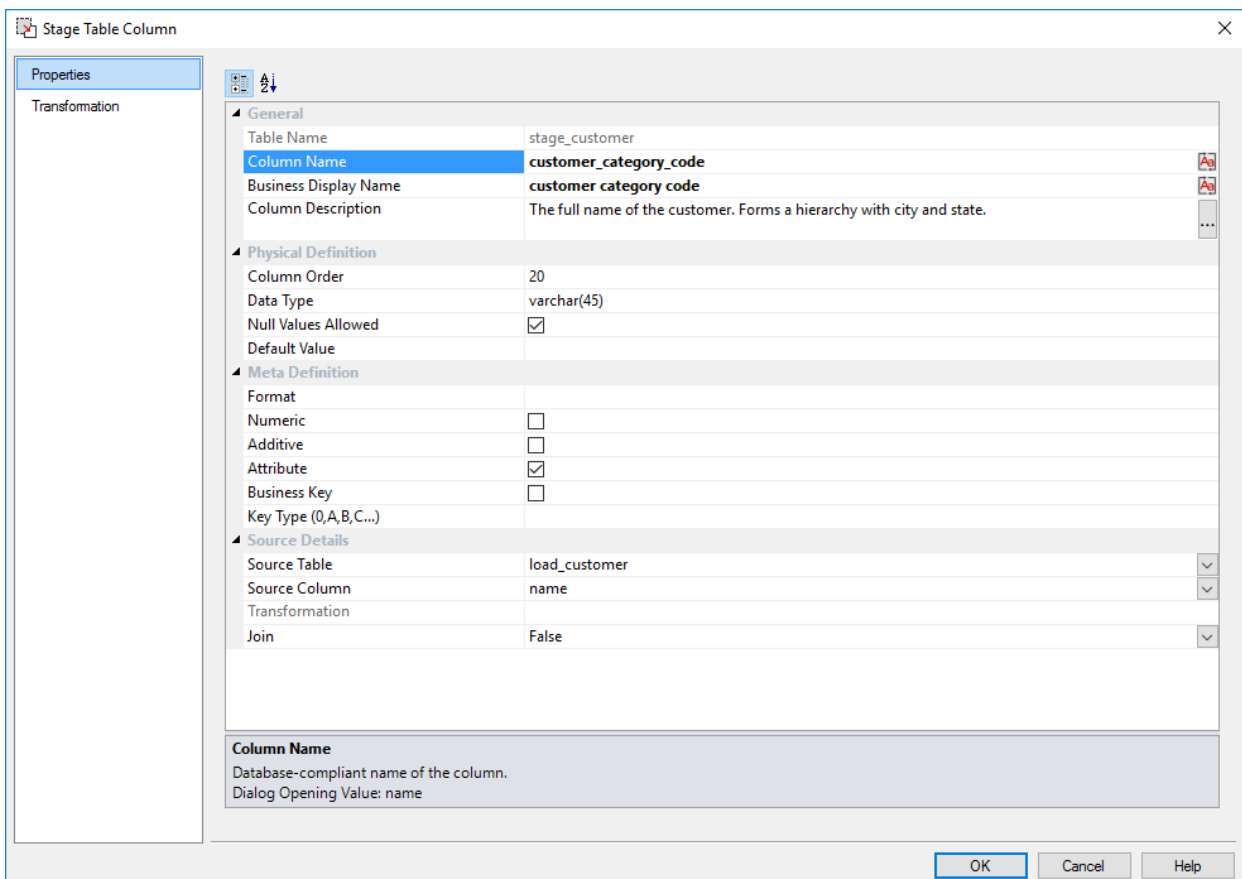 Stage Table Column
Properties
Transformation
General
Table Name stage_customer
Column Name customer_category_code
Business Display Name customer category code
Column Description The full name of the customer. Forms a hierarchy with city and state.
...
Physical Definition
Column Order 20
Data Type varchar(45)
Null Values Allowed
Default Value
Meta Definition
Format
Numeric
Additive
Attribute
Business Key
Key Type (0,A,B,C...)
Source Details
Source Table load_customer
Source Column name
Transformation
Join False
Column Name
Database-compliant name of the column.
Dialog Opening Value: name
OK Cancel Help